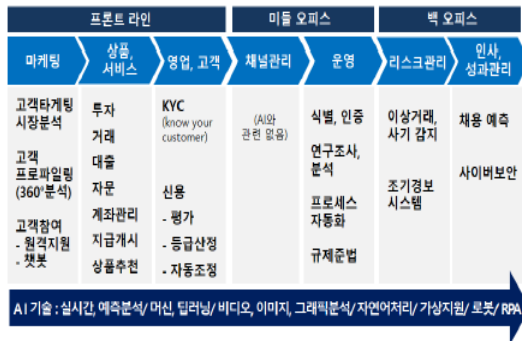 프론트 라인
미들 오피스
백 오피스
마케팅
상품,
서비스
영업, 고객
채널관리
운영
리스크관리
인사,
성과관리
고객타게팅
시장분석
고객
프로파일링
(360°분석)
고객참여
- 원격지원
- 챗봇
투자
거래
대출
자문
계좌관리
지급개시
상품추천
KYC
(know your
customer)
신용
- 평가
- 등급산정
- 자동조정
(AI와
관련 없음)
식별, 인증
연구조사,
분석
프로세스
자동화
규제준법
이상거래,
사기 감지
조기경보
시스템
채용 예측
사이버보안
AI 기술 : 실시간, 예측분석/ 머신, 딥러닝/ 비디오, 이미지, 그래픽분석/ 자연어처리/ 가상지원/ 로봇/ RPA